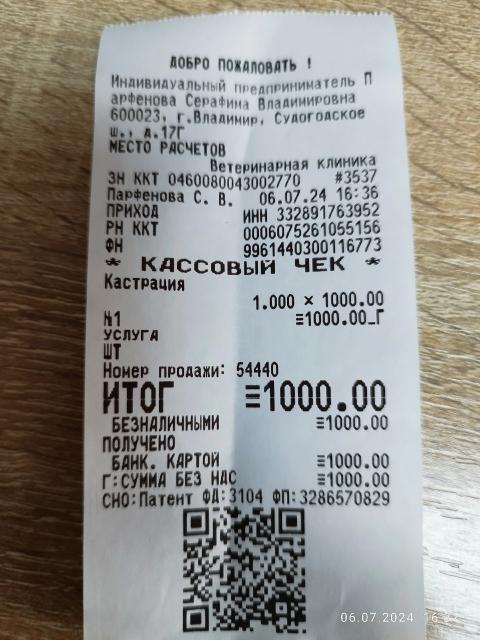 ДОБРО ПОЖАЛОВАТЬ !
Индивидуальный предприниматель П
арфенова Серафина Владимировна
600023, г.Владимир, Судогодское
ш., д.17Г
МЕСТО РАСЧЕТОВ
Ветеринарная клиника
ЗН ККТ 0460080043002770 #3537
Парфенова С. В. 06.07.24 16:36
ПРИХОД ИНН 332891763952
РН ККТ 0006075261055156
ФН 9961440300116773
* КАССОВЫЙ ЧЕК *
Кастрация
1.000 × 1000.00
№1 ≡1000.00_Г
УСЛУГА
ШТ
Номер продажи: 54440
ИТОГ ≡1000.00
БЕЗНАЛИЧНЫМИ ≡1000.00
ПОЛУЧЕНО
БАНК. КАРТОЙ ≡1000.00
Г:СУММА БЕЗ НАС ≡1000.00
СНО:Патент ФД:3104 ФП:3286570829
06.07.2024